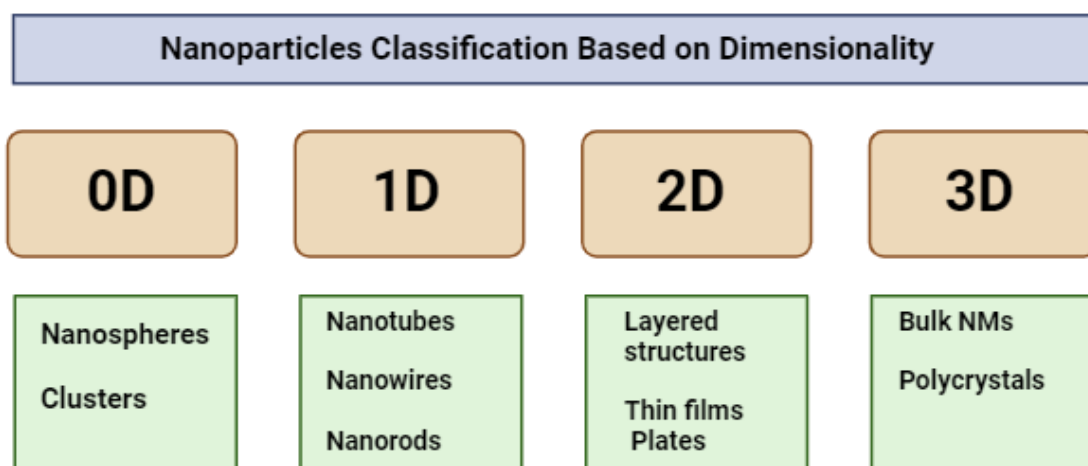 Nanoparticles Classification Based on Dimensionality
0D
1D
2D
3D
Nanospheres
Clusters
Nanotubes
Nanowires
Nanorods
Layered
structures
Thin films
Plates
Bulk NMs
Polycrystals